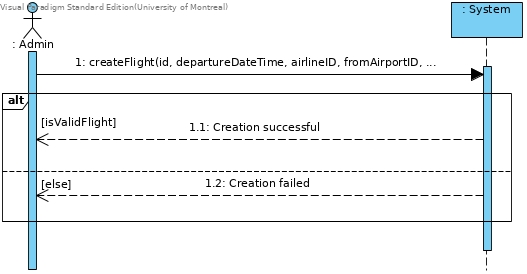 Visual Paradigm Standard Edition(University of Montreal)
: System
: Admin
1: createFlight(id, departureDateTime, airlineID, fromAirportID, ...
alt
[isValidFlight]
1.1: Creation successful
[else]
1.2: Creation failed